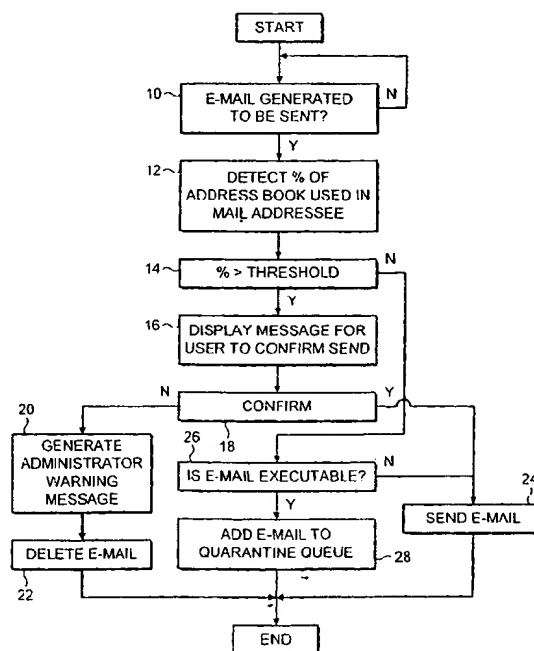 START
10
E-MAIL GENERATED
TO BE SENT?
N
Y
12
DETECT % OF
ADDRESS BOOK USED IN
MAIL ADDRESSEE
14
% > THRESHOLD
N
Y
16
DISPLAY MESSAGE FOR
USER TO CONFIRM SEND
N
CONFIRM
Y
18
20
GENERATE
ADMINISTRATOR
WARNING
MESSAGE
26
IS E-MAIL EXECUTABLE?
N
Y
24
SEND E-MAIL
DELETE E-MAIL
22
ADD E-MAIL TO
QUARANTINE QUEUE
28
END